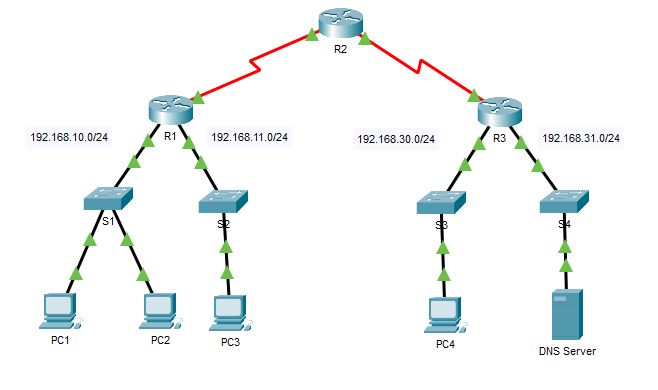 R2
R1
R3
192.168.10.0/24
192.168.11.0/24
192.168.30.0/24
192.168.31.0/24
S1
S2
S3
S4
PC1
PC2
PC3
PC4
DNS Server